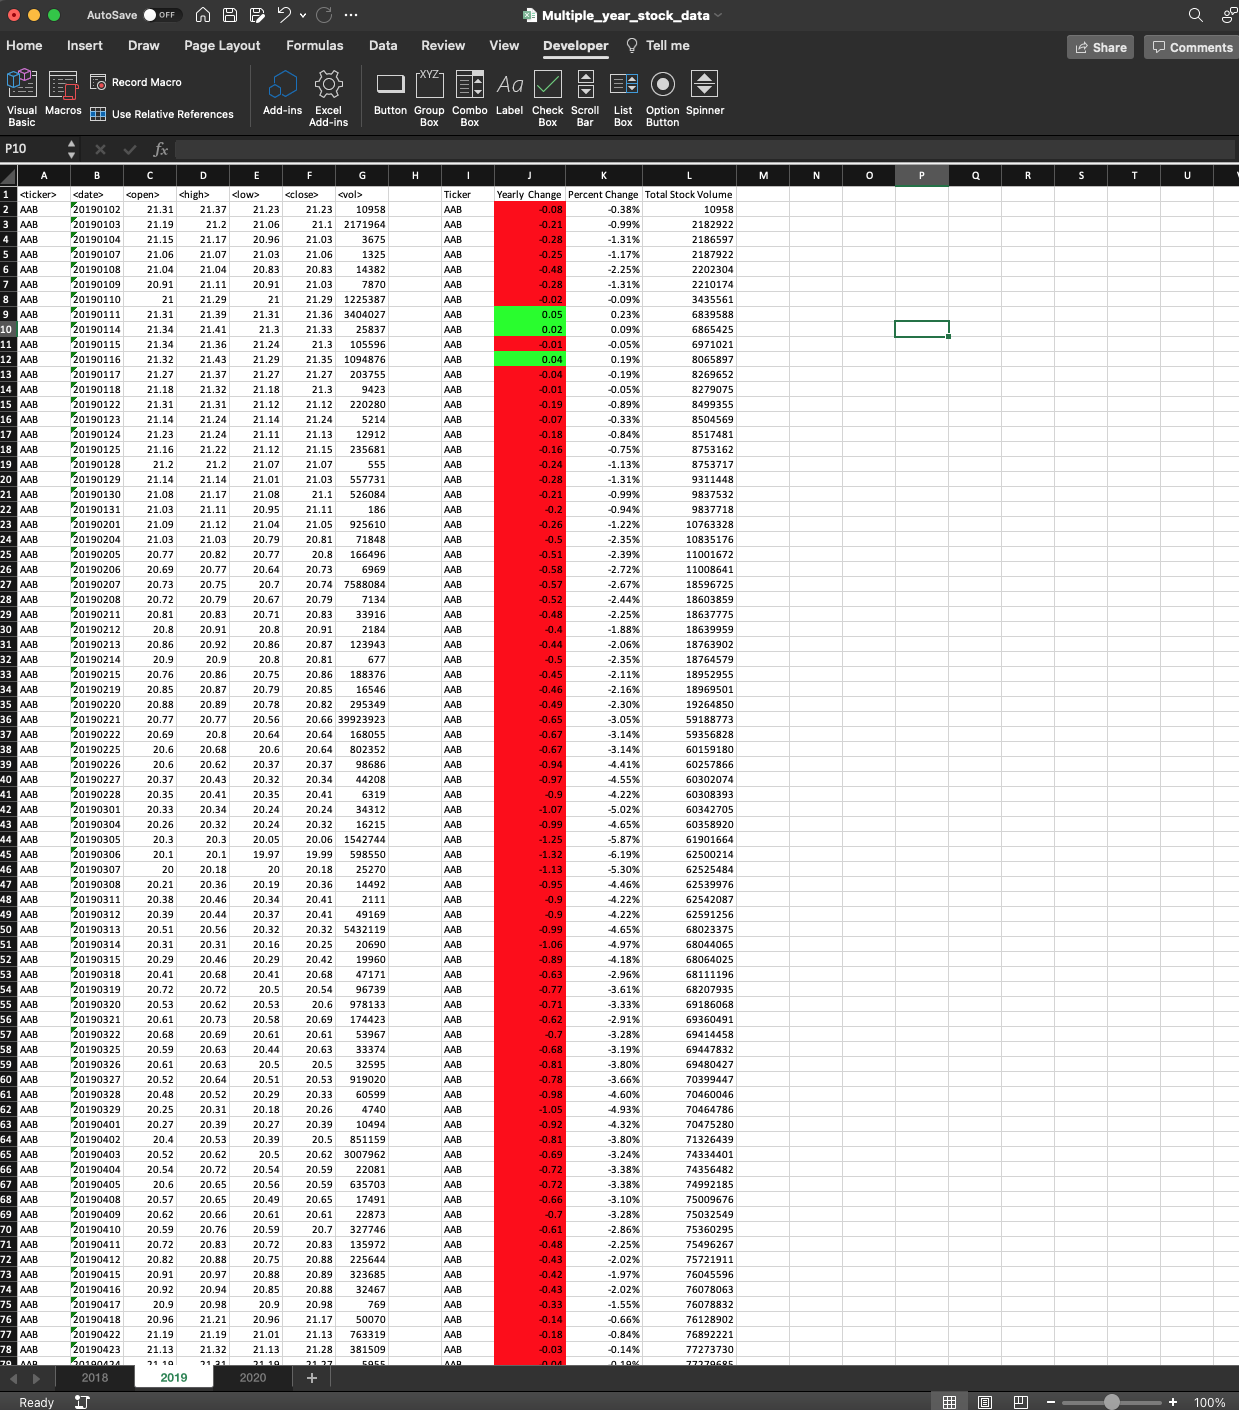 AutoSave OFF Multiple_year_stock_data
Home Insert Draw Page Layout Formulas Data Review View Developer Tell me Share Comments
Visual Basic Macros Record Macro Use Relative References Add-ins Excel Add-ins Button Group Box Combo Box Label Check Box Scroll Bar List Box Option Button Spinner
P10 fx
A B C D E F G H I J K L M N O P Q R S T U
1 <ticker> <date> <open> <high> <low> <close> <vol> Ticker Yearly Change Percent Change Total Stock Volume
2 AAB 20190102 21.31 21.37 21.23 21.23 10958 AAB -0.08 -0.38% 10958
3 AAB 20190103 21.19 21.2 21.06 21.1 2171964 AAB -0.21 -0.99% 2182922
4 AAB 20190104 21.15 21.17 20.96 21.03 3675 AAB -0.28 -1.31% 2186597
5 AAB 20190107 21.06 21.07 21.03 21.06 1325 AAB -0.25 -1.17% 2187922
6 AAB 20190108 21.04 21.04 20.83 20.83 14382 AAB -0.48 -2.25% 2202304
7 AAB 20190109 20.91 21.11 20.91 21.03 7870 AAB -0.28 -1.31% 2210174
8 AAB 20190110 21 21.29 21 21.29 1225387 AAB -0.02 -0.09% 3435561
9 AAB 20190111 21.31 21.39 21.31 21.36 3404027 AAB 0.05 0.23% 6839588
10 AAB 20190114 21.34 21.41 21.3 21.33 25837 AAB 0.02 0.09% 6865425
11 AAB 20190115 21.34 21.36 21.24 21.3 105596 AAB -0.01 -0.05% 6971021
12 AAB 20190116 21.32 21.43 21.29 21.35 1094876 AAB 0.04 0.19% 8065897
13 AAB 20190117 21.27 21.37 21.27 21.27 203755 AAB -0.04 -0.19% 8269652
14 AAB 20190118 21.18 21.32 21.18 21.3 9423 AAB -0.01 -0.05% 8279075
15 AAB 20190122 21.31 21.31 21.12 21.12 220280 AAB -0.19 -0.89% 8499355
16 AAB 20190123 21.14 21.24 21.14 21.24 5214 AAB -0.07 -0.33% 8504569
17 AAB 20190124 21.23 21.24 21.11 21.13 12912 AAB -0.18 -0.84% 8517481
18 AAB 20190125 21.16 21.22 21.12 21.15 235681 AAB -0.16 -0.75% 8753162
19 AAB 20190128 21.2 21.2 21.07 21.07 555 AAB -0.24 -1.13% 8753717
20 AAB 20190129 21.14 21.14 21.01 21.03 557731 AAB -0.28 -1.31% 9311448
21 AAB 20190130 21.08 21.17 21.08 21.1 526084 AAB -0.21 -0.99% 9837532
22 AAB 20190131 21.03 21.11 20.95 21.11 186 AAB -0.2 -0.94% 9837718
23 AAB 20190201 21.09 21.12 21.04 21.05 925610 AAB -0.26 -1.22% 10763328
24 AAB 20190204 21.03 21.03 20.79 20.81 71848 AAB -0.5 -2.35% 10835176
25 AAB 20190205 20.77 20.82 20.77 20.8 166496 AAB -0.51 -2.39% 11001672
26 AAB 20190206 20.69 20.77 20.64 20.73 6969 AAB -0.58 -2.72% 11008641
27 AAB 20190207 20.73 20.75 20.7 20.74 7588084 AAB -0.57 -2.67% 18596725
28 AAB 20190208 20.72 20.79 20.67 20.79 7134 AAB -0.52 -2.44% 18603859
29 AAB 20190211 20.81 20.83 20.71 20.83 33916 AAB -0.48 -2.25% 18637775
30 AAB 20190212 20.8 20.91 20.8 20.91 2184 AAB -0.4 -1.88% 18639959
31 AAB 20190213 20.86 20.92 20.86 20.87 123943 AAB -0.44 -2.06% 18763902
32 AAB 20190214 20.9 20.9 20.8 20.81 677 AAB -0.5 -2.35% 18764579
33 AAB 20190215 20.76 20.86 20.75 20.86 188376 AAB -0.45 -2.11% 18952955
34 AAB 20190219 20.85 20.87 20.79 20.85 16546 AAB -0.46 -2.16% 18969501
35 AAB 20190220 20.88 20.89 20.78 20.82 295349 AAB -0.49 -2.30% 19264850
36 AAB 20190221 20.77 20.77 20.56 20.66 39923923 AAB -0.65 -3.05% 59188773
37 AAB 20190222 20.69 20.8 20.64 20.64 168055 AAB -0.67 -3.14% 59356828
38 AAB 20190225 20.6 20.68 20.6 20.64 802352 AAB -0.67 -3.14% 60159180
39 AAB 20190226 20.6 20.62 20.37 20.37 98686 AAB -0.94 -4.41% 60257866
40 AAB 20190227 20.37 20.43 20.32 20.34 44208 AAB -0.97 -4.55% 60302074
41 AAB 20190228 20.35 20.41 20.35 20.41 6319 AAB -0.9 -4.22% 60308393
42 AAB 20190301 20.33 20.34 20.24 20.24 34312 AAB -1.07 -5.02% 60342705
43 AAB 20190304 20.26 20.32 20.24 20.32 16215 AAB -0.99 -4.65% 60358920
44 AAB 20190305 20.3 20.3 20.05 20.06 1542744 AAB -1.25 -5.87% 61901664
45 AAB 20190306 20.1 20.1 19.97 19.99 598550 AAB -1.32 -6.19% 62500214
46 AAB 20190307 20 20.18 20 20.18 25270 AAB -1.13 -5.30% 62525484
47 AAB 20190308 20.21 20.36 20.19 20.36 14492 AAB -0.95 -4.46% 62539976
48 AAB 20190311 20.38 20.46 20.34 20.41 2111 AAB -0.9 -4.22% 62542087
49 AAB 20190312 20.39 20.44 20.37 20.41 49169 AAB -0.9 -4.22% 62591256
50 AAB 20190313 20.51 20.56 20.32 20.32 5432119 AAB -0.99 -4.65% 68023375
51 AAB 20190314 20.31 20.31 20.16 20.25 20690 AAB -1.06 -4.97% 68044065
52 AAB 20190315 20.29 20.46 20.29 20.42 19960 AAB -0.89 -4.18% 68064025
53 AAB 20190318 20.41 20.68 20.41 20.68 47171 AAB -0.63 -2.96% 68111196
54 AAB 20190319 20.72 20.72 20.5 20.54 96739 AAB -0.77 -3.61% 68207935
55 AAB 20190320 20.53 20.62 20.53 20.6 978133 AAB -0.71 -3.33% 69186068
56 AAB 20190321 20.61 20.73 20.58 20.69 174423 AAB -0.62 -2.91% 69360491
57 AAB 20190322 20.68 20.69 20.61 20.61 53967 AAB -0.7 -3.28% 69414458
58 AAB 20190325 20.59 20.63 20.44 20.63 33374 AAB -0.68 -3.19% 69447832
59 AAB 20190326 20.61 20.63 20.5 20.5 32595 AAB -0.81 -3.80% 69480427
60 AAB 20190327 20.52 20.64 20.51 20.53 919020 AAB -0.78 -3.66% 70399447
61 AAB 20190328 20.48 20.52 20.29 20.33 60599 AAB -0.98 -4.60% 70460046
62 AAB 20190329 20.25 20.31 20.18 20.26 4740 AAB -1.05 -4.93% 70464786
63 AAB 20190401 20.27 20.39 20.27 20.39 10494 AAB -0.92 -4.32% 70475280
64 AAB 20190402 20.4 20.53 20.39 20.5 851159 AAB -0.81 -3.80% 71326439
65 AAB 20190403 20.52 20.62 20.5 20.62 3007962 AAB -0.69 -3.24% 74334401
66 AAB 20190404 20.54 20.72 20.54 20.59 22081 AAB -0.72 -3.38% 74356482
67 AAB 20190405 20.6 20.65 20.56 20.59 635703 AAB -0.72 -3.38% 74992185
68 AAB 20190408 20.57 20.65 20.49 20.65 17491 AAB -0.66 -3.10% 75009676
69 AAB 20190409 20.62 20.66 20.61 20.61 22873 AAB -0.7 -3.28% 75032549
70 AAB 20190410 20.59 20.76 20.59 20.7 327746 AAB -0.61 -2.86% 75360295
71 AAB 20190411 20.72 20.83 20.72 20.83 135972 AAB -0.48 -2.25% 75496267
72 AAB 20190412 20.82 20.88 20.75 20.88 225644 AAB -0.43 -2.02% 75721911
73 AAB 20190415 20.91 20.97 20.88 20.89 323685 AAB -0.42 -1.97% 76045596
74 AAB 20190416 20.92 20.94 20.85 20.88 32467 AAB -0.43 -2.02% 76078063
75 AAB 20190417 20.9 20.98 20.9 20.98 769 AAB -0.33 -1.55% 76078832
76 AAB 20190418 20.96 21.21 20.96 21.17 50070 AAB -0.14 -0.66% 76128902
77 AAB 20190422 21.19 21.19 21.01 21.13 763319 AAB -0.18 -0.84% 76892221
78 AAB 20190423 21.13 21.32 21.13 21.28 381509 AAB -0.03 -0.14% 77273730
79 AAB 20190424 21.19 21.31 21.19 21.27 5955 AAB -0.04 -0.19% 77279685
2018 2019 2020 +
Ready 100%